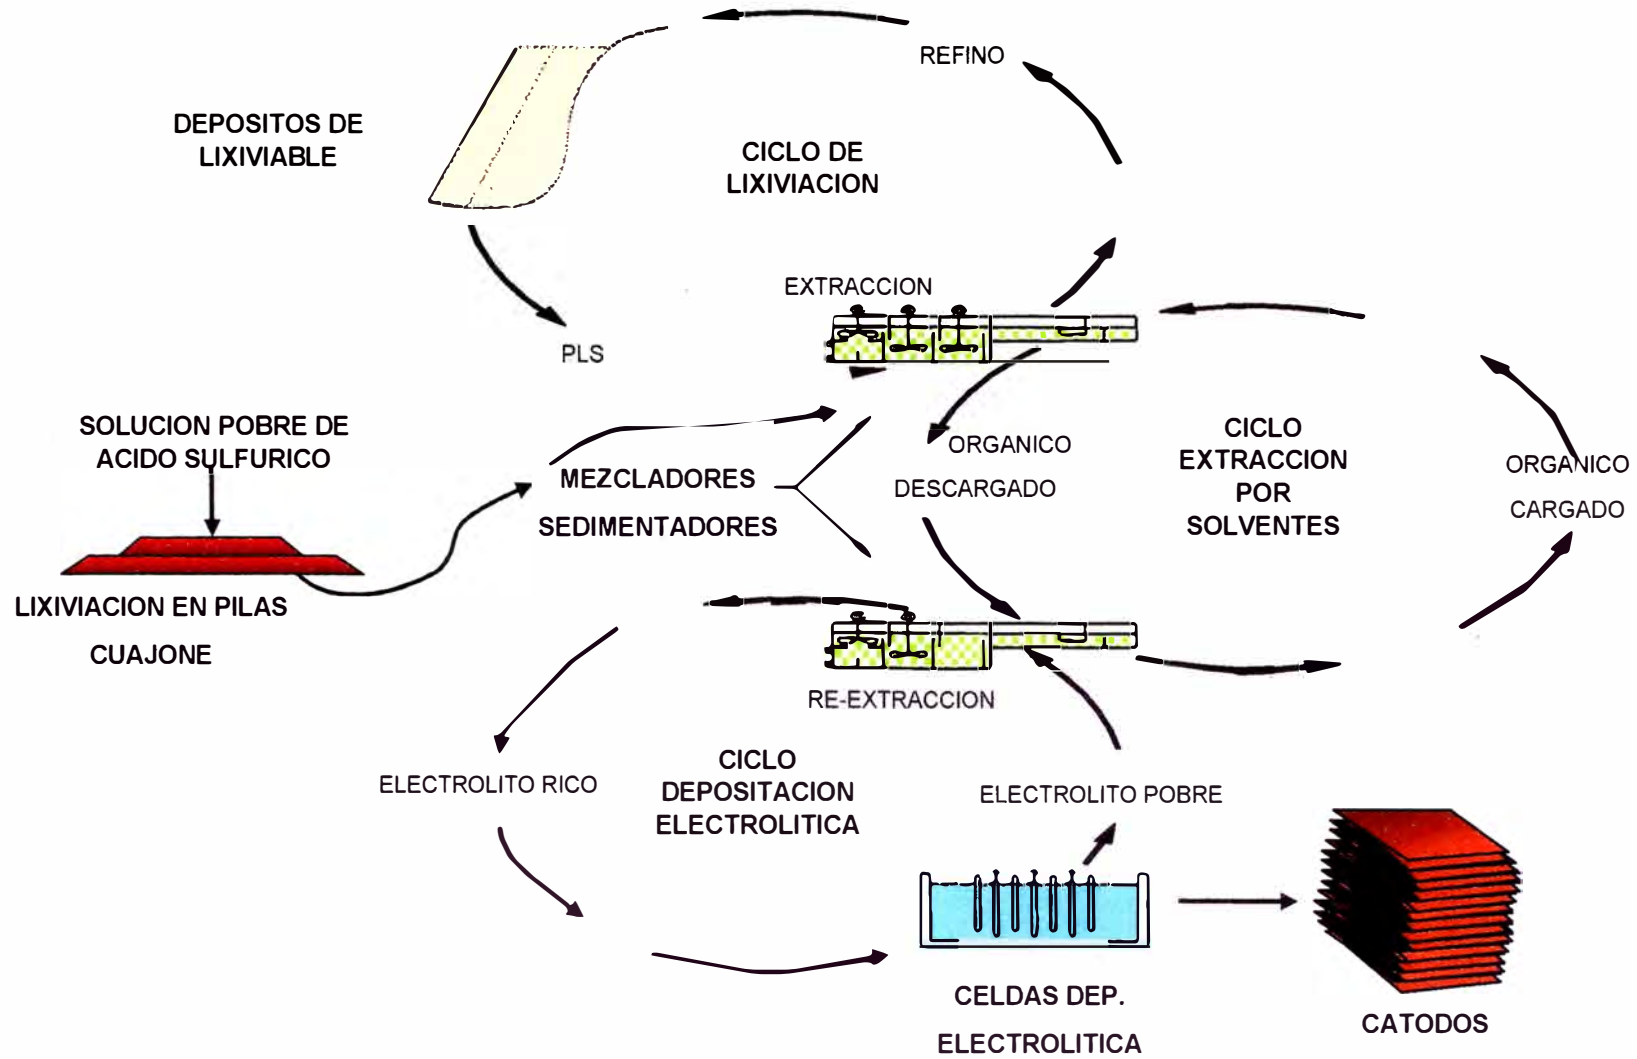 REFINO
DEPOSITOS DE
LIXIVIABLE
CICLO DE
LIXIVIACION
EXTRACCION
PLS
SOLUCION POBRE DE
ACIDO SULFURICO
MEZCLADORES
SEDIMENTADORES
ORGANICO
DESCARGADO
CICLO
EXTRACCION
POR
SOLVENTES
ORGANICO
CARGADO
LIXIVIACION EN PILAS
CUAJONE
RE-EXTRACCION
ELECTROLITO RICO
CICLO
DEPOSITACION
ELECTROLITICA
ELECTROLITO POBRE
CELDAS DEP.
ELECTROLITICA
CATODOS